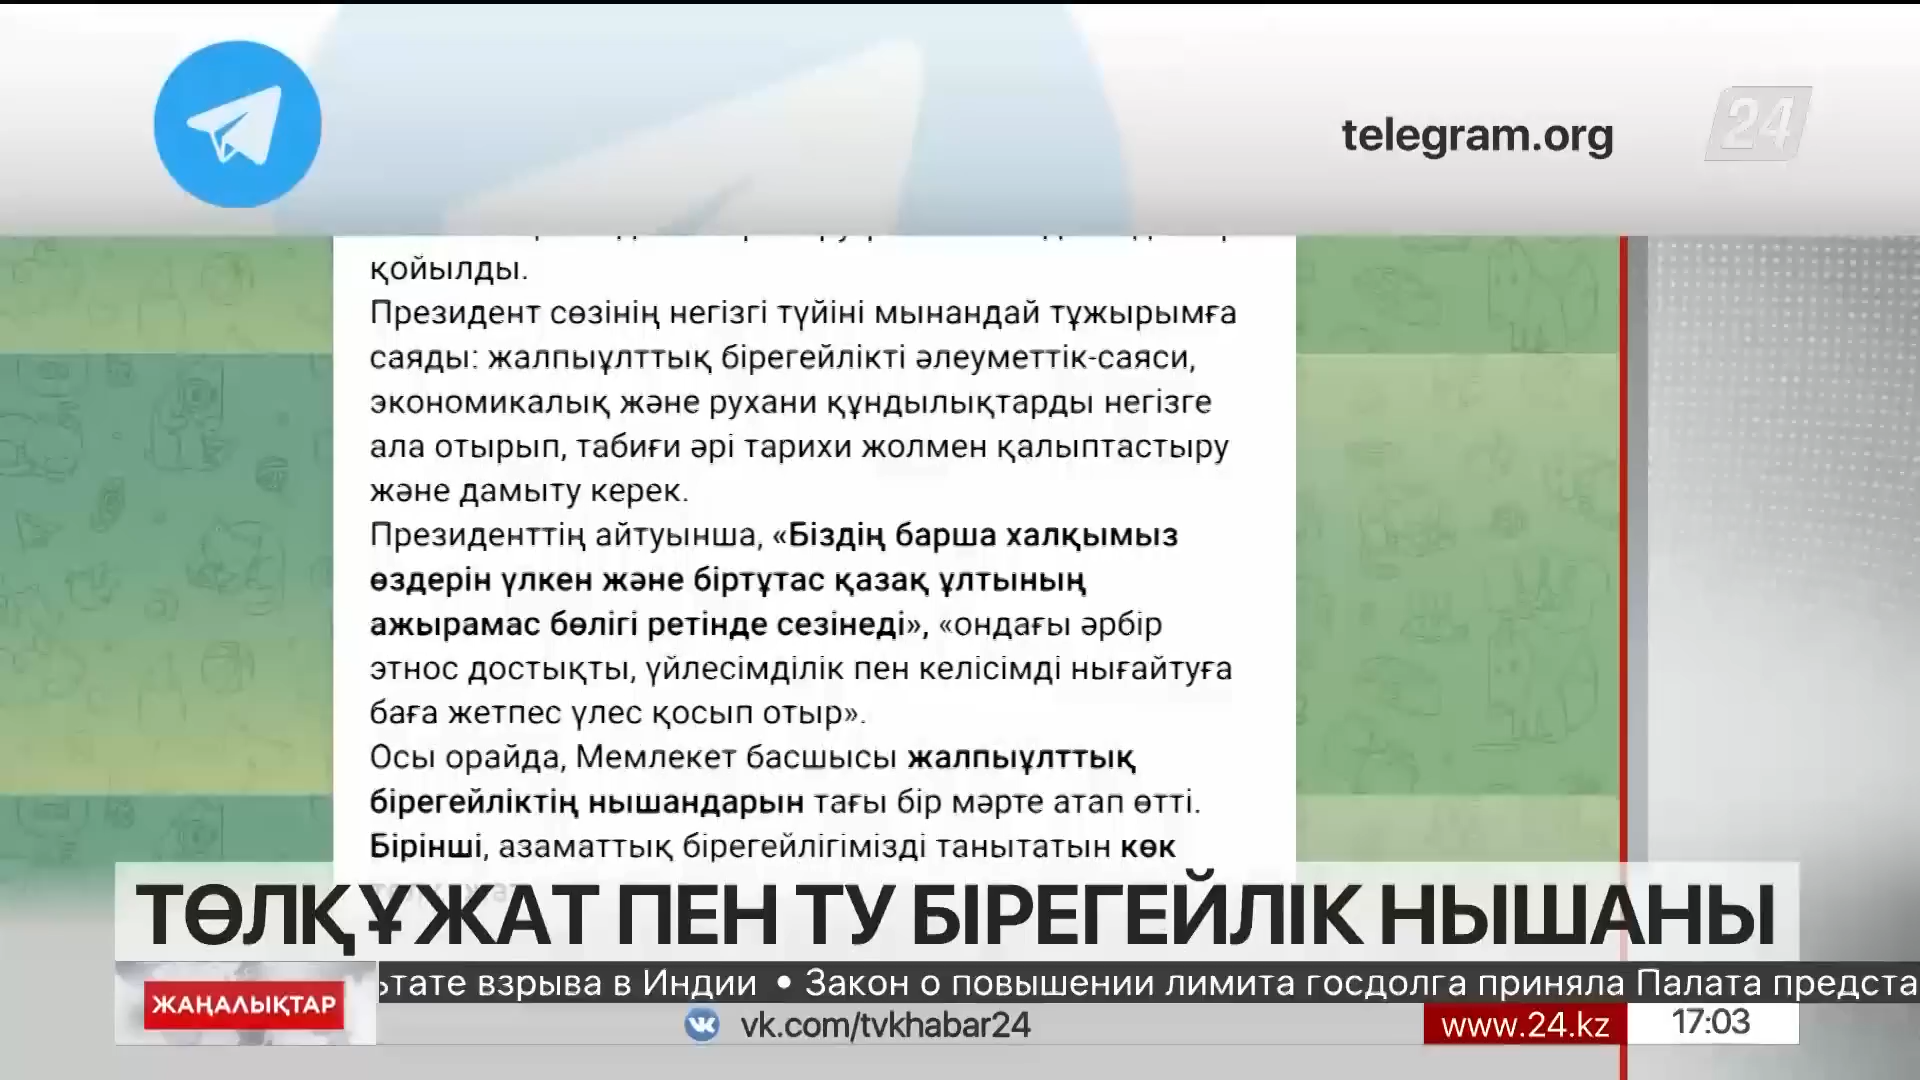 telegram.org
24
қойылды.
Президент сөзінің негізгі түйіні мынандай тұжырымға
саяды: жалпыұлттық бірегейлікті әлеуметтік-саяси,
экономикалық және рухани құндылықтарды негізге
ала отырып, табиғи әрі тарихи жолмен қалыптастыру
және дамыту керек.
Президенттің айтуынша, «Біздің барша халқымыз
өздерін үлкен және біртұтас қазақ ұлтының
ажырамас бөлігі ретінде сезінеді», «ондағы әрбір
этнос достықты, үйлесімділік пен келісімді нығайтуға
баға жетпес үлес қосып отыр».
Осы орайда, Мемлекет басшысы жалпыұлттық
бірегейліктің нышандарын тағы бір мәрте атап өтті.
Бірінші, азаматтық бірегейлігімізді танытатын көк
ТӨЛҚҰЖАТ ПЕН ТУ БІРЕГЕЙЛІК НЫШАНЫ
ьтате взрыва в Индии • Закон о повышении лимита госдолга приняла Палата предста
ЖАҢАЛЫҚТАР
vk.com/tvkhabar24
www.24.kz
17:03